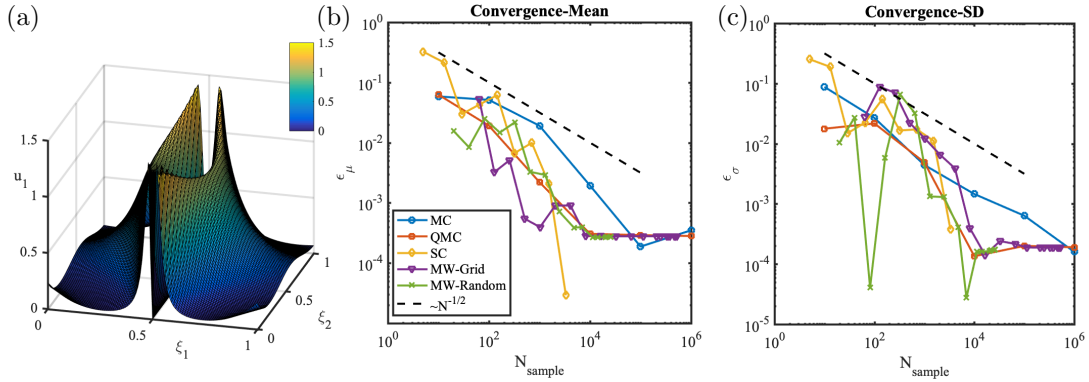 (a)
1.5
1
0.5
0
1.5
1
0.5
0
u1
0
0.5
1
ξ1
0
0.5
1
ξ2
(b)
Convergence-Mean
10^0
10^-1
10^-2
10^-3
10^-4
ϵμ
MC
QMC
SC
MW-Grid
MW-Random
~N^-1/2
10^0
10^2
10^4
10^6
Nsample
(c)
Convergence-SD
10^0
10^-1
10^-2
10^-3
10^-4
10^-5
ϵσ
10^0
10^2
10^4
10^6
Nsample